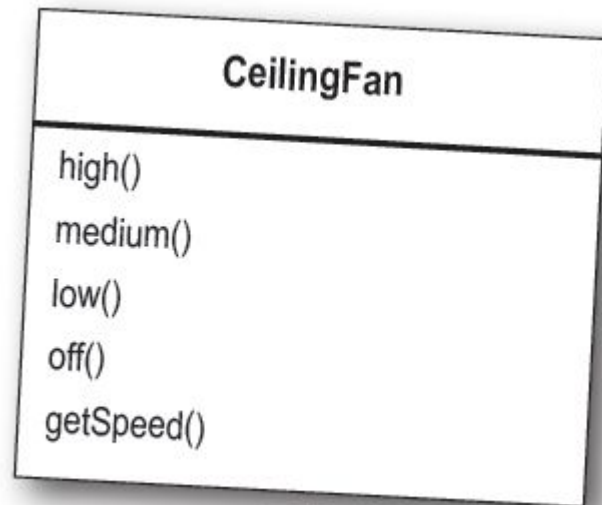 CeilingFan
high()
medium()
low()
off()
getSpeed()